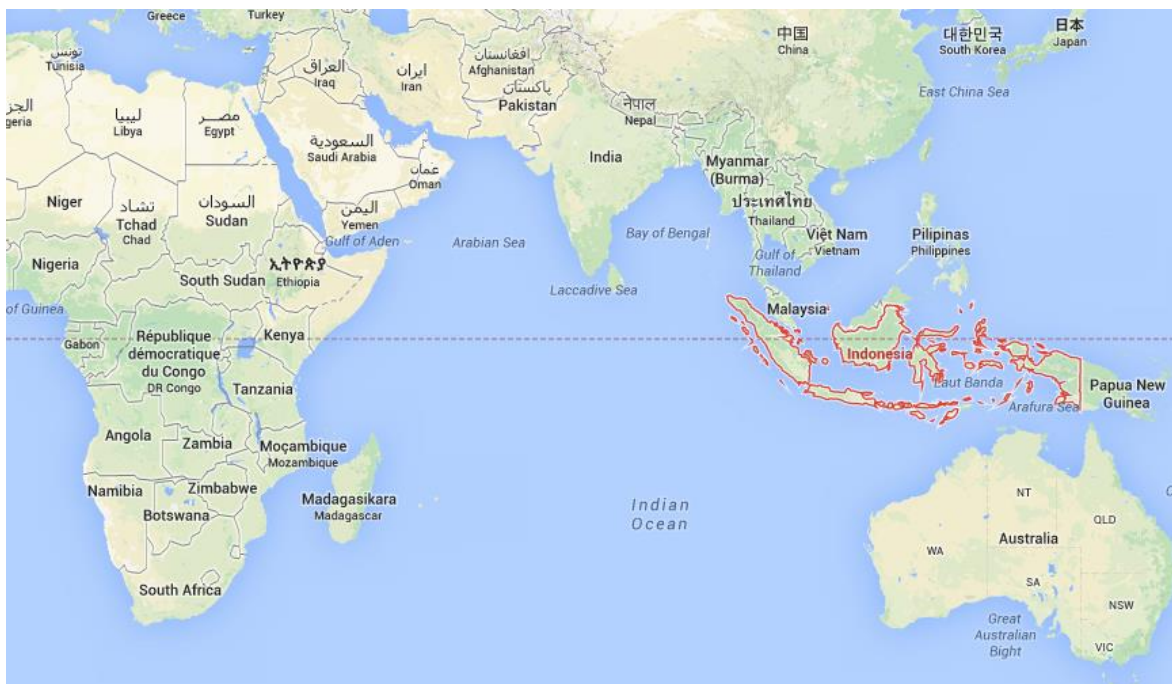 Greece
Turkey
تونس
Tunisia
العراق
Iraq
ایران
Iran
افغانستان
Afghanistan
پاکستان
Pakistan
नेपाल
Nepal
中国
China
대한민국
South Korea
日本
Japan
East China Sea
الجز
geria
ليبيا
Libya
مصر
Egypt
السعودية
Saudi Arabia
عمان
Oman
India
Myanmar
(Burma)
ประเทศไทย
Thailand
Niger
تشاد
Tchad
Chad
السودان
Sudan
اليمن
Yemen
Gulf of Aden
Arabian Sea
Bay of Bengal
Việt Nam
Vietnam
Pilipinas
Philippines
Gulf of
Thailand
Nigeria
South Sudan
ኢትዮጵያ
Ethiopia
Laccadive Sea
of Guinea
Malaysia
Gabon
République
démocratique
du Congo
DR Congo
Kenya
Indonesia
Tanzania
Laut Banda
Arafura Sea
Papua New
Guinea
Angola
Zambia
Moçambique
Mozambique
Namibia
Zimbabwe
Botswana
Madagasikara
Madagascar
Indian
Ocean
NT
QLD
Australia
WA
SA
South Africa
NSW
Great
Australian
Bight
VIC